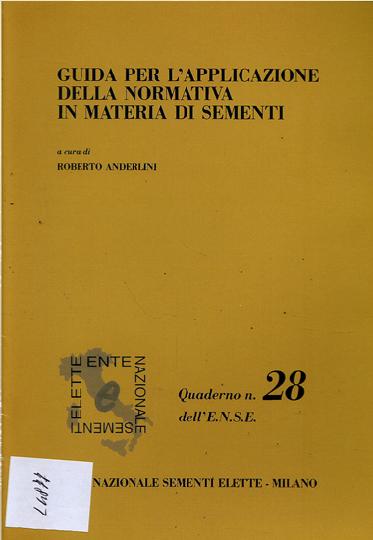 GUIDA PER L'APPLICAZIONE
DELLA NORMATIVA
IN MATERIA DI SEMENTI
a cura di
ROBERTO ANDERLINI
ENTE
NAZIONALE
SEMENTI
ELETTE
e
Quaderno n. 28
dell'E.N.S.E.
NAZIONALE SEMENTI ELETTE - MILANO